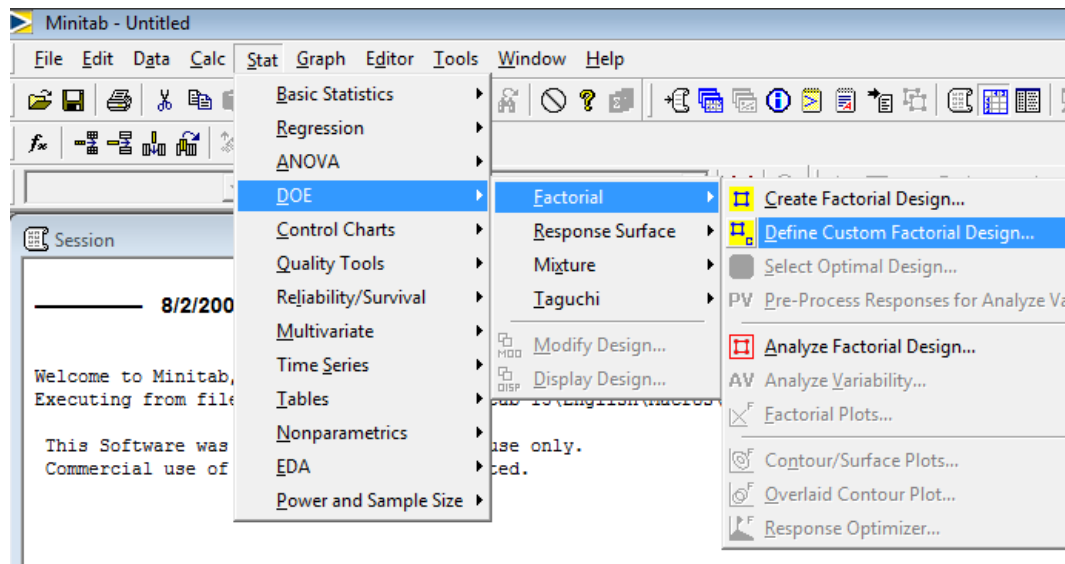 Minitab - Untitled
File Edit Data Calc Stat Graph Editor Tools Window Help
Basic Statistics
Regression
ANOVA
DOE
Control Charts
Quality Tools
Reliability/Survival
Multivariate
Time Series
Tables
Nonparametrics
EDA
Power and Sample Size
Factorial
Response Surface
Mixture
Taguchi
Modify Design...
Display Design...
Create Factorial Design...
Define Custom Factorial Design...
Select Optimal Design...
PV Pre-Process Responses for Analyze Va
Analyze Factorial Design...
AV Analyze Variability...
Factorial Plots...
Contour/Surface Plots...
Overlaid Contour Plot...
Response Optimizer...
Session
8/2/200
Welcome to Minitab,
Executing from file
This Software was use only.
Commercial use of